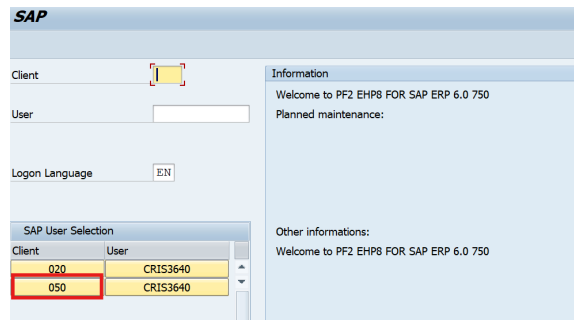 SAP
Client
User
Logon Language EN
SAP User Selection
Client User
020 CRIS3640
050 CRIS3640
Information
Welcome to PF2 EHP8 FOR SAP ERP 6.0 750
Planned maintenance:
Other informations:
Welcome to PF2 EHP8 FOR SAP ERP 6.0 750